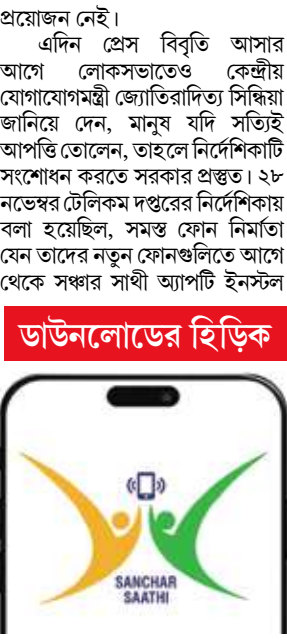 প্রয়োজন নেই।
এদিন প্রেস বিবৃতি আসার
আগে লোকসভাতেও কেন্দ্রীয়
যোগাযোগমন্ত্রী জ্যোতিরাদিত্য সিন্ধিয়া
জানিয়ে দেন, মানুষ যদি সত্যিই
আপত্তি তোলেন, তাহলে নির্দেশিকাটি
সংশোধন করতে সরকার প্রস্তুত। ২৮
নভেম্বর টেলিকম দপ্তরের নির্দেশিকায়
বলা হয়েছিল, সমস্ত ফোন নির্মাতা
যেন তাদের নতুন ফোনগুলিতে আগে
থেকে সঞ্চার সাথী অ্যাপটি ইনস্টল
ডাউনলোডের হিড়িক
SANCHAR
SAATHI